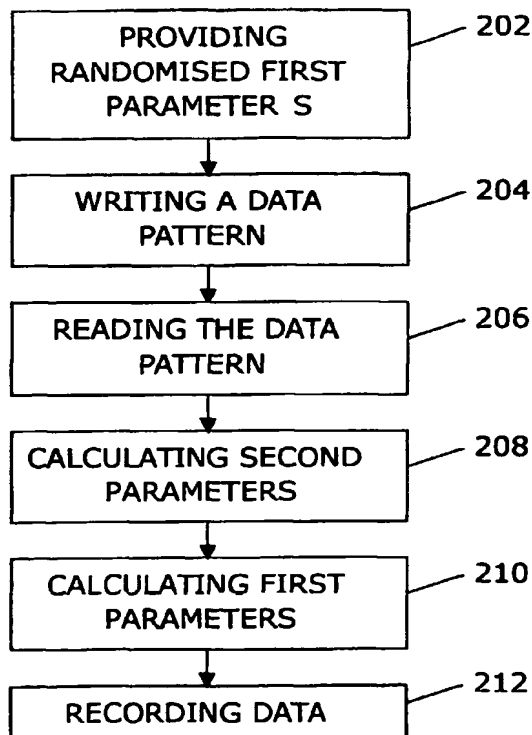 PROVIDING
RANDOMISED FIRST
PARAMETER S
202
WRITING A DATA
PATTERN
204
READING THE DATA
PATTERN
206
CALCULATING SECOND
PARAMETERS
208
CALCULATING FIRST
PARAMETERS
210
RECORDING DATA
212